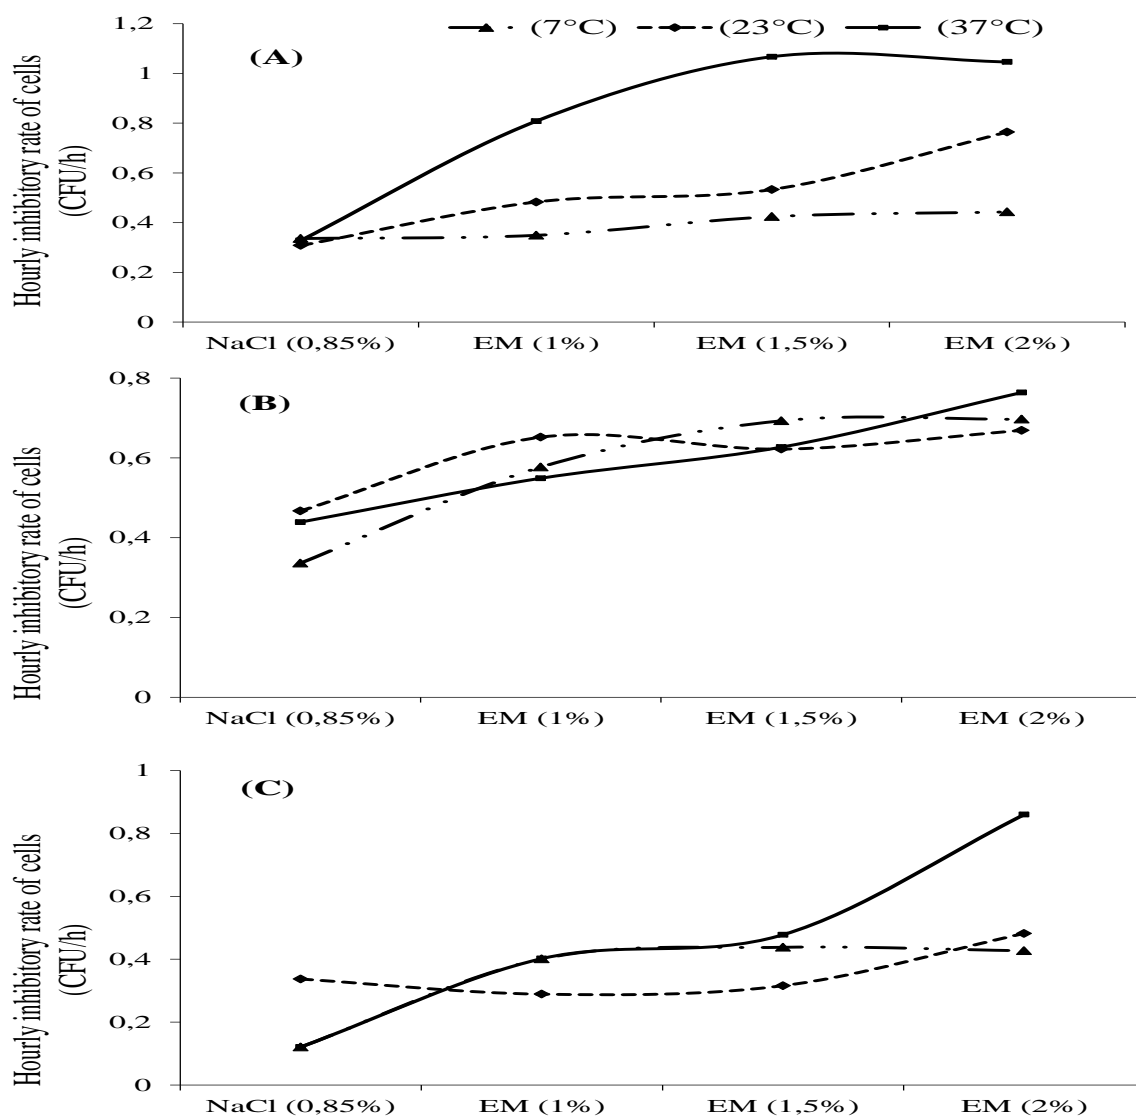 1,2
(7°C)
(23°C)
(37°C)
(A)
1
0,8
0,6
0,4
0,2
0
Hourly inhibitory rate of cells
(CFU/h)
NaCl (0,85%)
EM (1%)
EM (1,5%)
EM (2%)
0,8
(B)
0,6
0,4
0,2
0
Hourly inhibitory rate of cells
(CFU/h)
NaCl (0,85%)
EM (1%)
EM (1,5%)
EM (2%)
1
(C)
0,8
0,6
0,4
0,2
0
Hourly inhibitory rate of cells
(CFU/h)
NaCl (0,85%)
EM (1%)
EM (1,5%)
EM (2%)